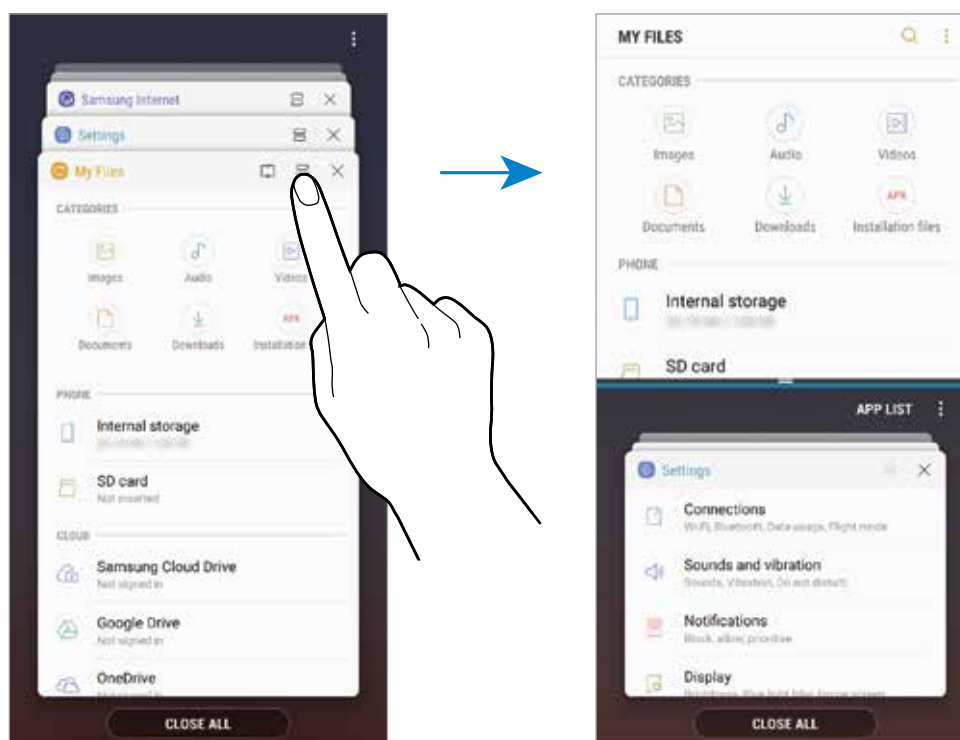 Samsung Internet
Settings
My Files
CATEGORIES
Images
Audio
Videos
Documents
Downloads
Installation
PHONE
Internal storage
SD card
Not inserted
CLOUD
Samsung Cloud Drive
Not signed in
Google Drive
Not signed in
OneDrive
CLOSE ALL
MY FILES
CATEGORIES
Images
Audio
Videos
APK
Documents
Downloads
Installation files
PHONE
Internal storage
SD card
APP LIST
Settings
Connections
Wi-Fi, Bluetooth, Data usage, Flight mode
Sounds and vibration
Sounds, Vibration, Do not disturb
Notifications
Block, allow, prioritise
Display
CLOSE ALL